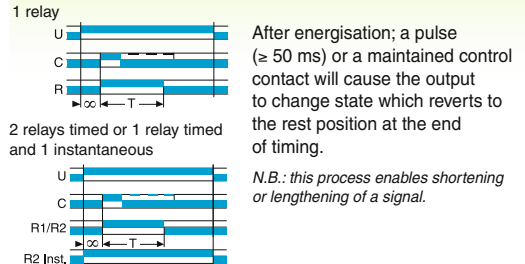 1 relay
U
C
R
∞ T
2 relays timed or 1 relay timed
and 1 instantaneous
U
C
R1/R2
∞ T
R2 Inst.
After energisation; a pulse
(≥ 50 ms) or a maintained control
contact will cause the output
to change state which reverts to
the rest position at the end
of timing.
N.B.: this process enables shortening
or lengthening of a signal.